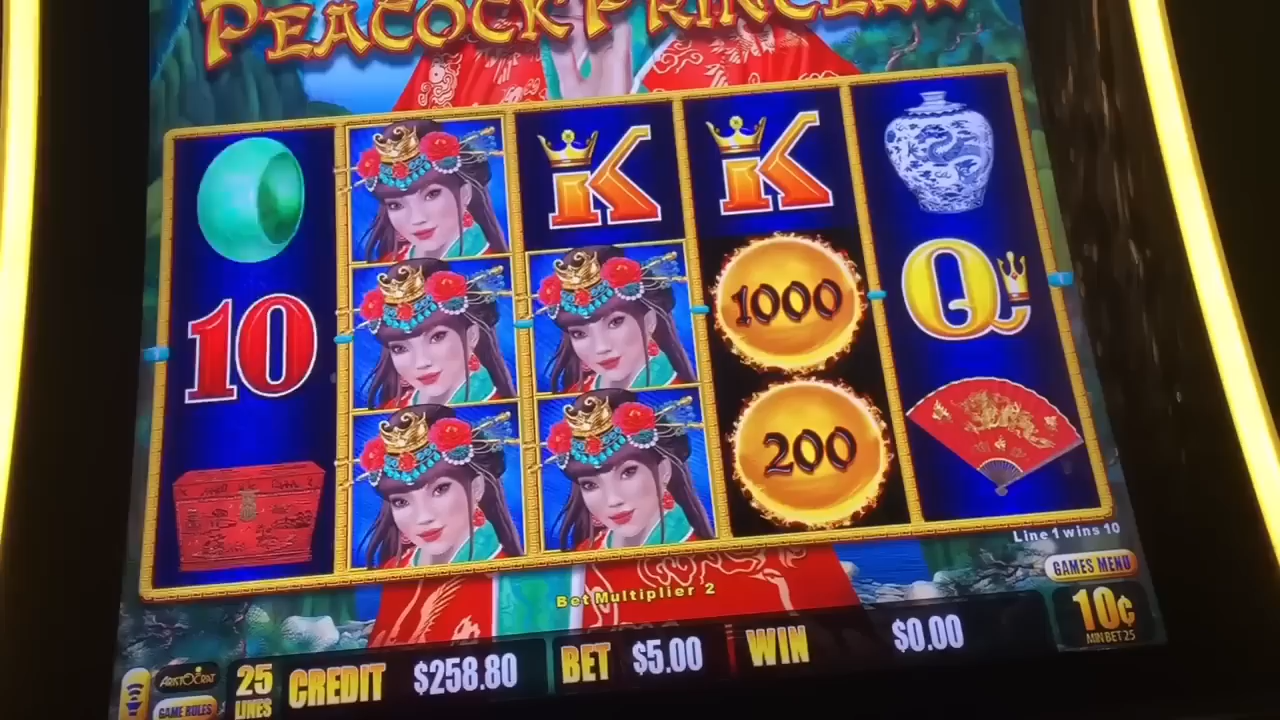 PEACOCK PRINCESS
K K
10 1000 Q
200
Line 1 wins 10
GAMES MENU
Bet Multiplier 2
10¢
MIN BET 25
ARISTOCRAT
GAME RULES
25 LINES
CREDIT $258.80 BET $5.00 WIN $0.00